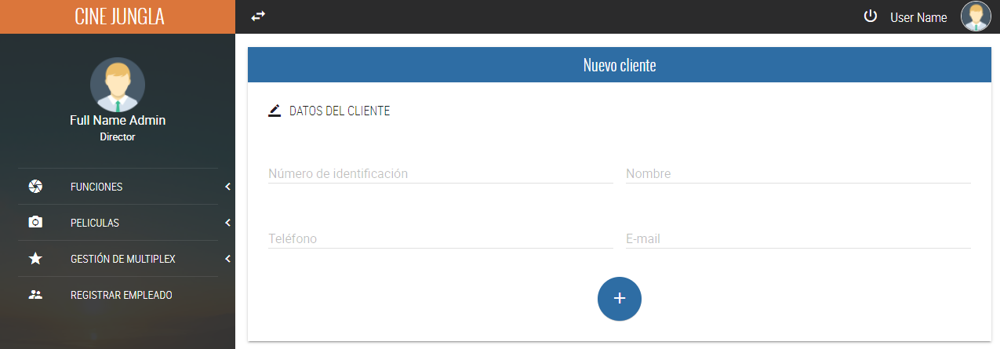 CINE JUNGLA
User Name
Full Name Admin
Director
FUNCIONES
PELICULAS
GESTIÓN DE MULTIPLEX
REGISTRAR EMPLEADO
Nuevo cliente
DATOS DEL CLIENTE
Número de identificación
Nombre
Teléfono
E-mail